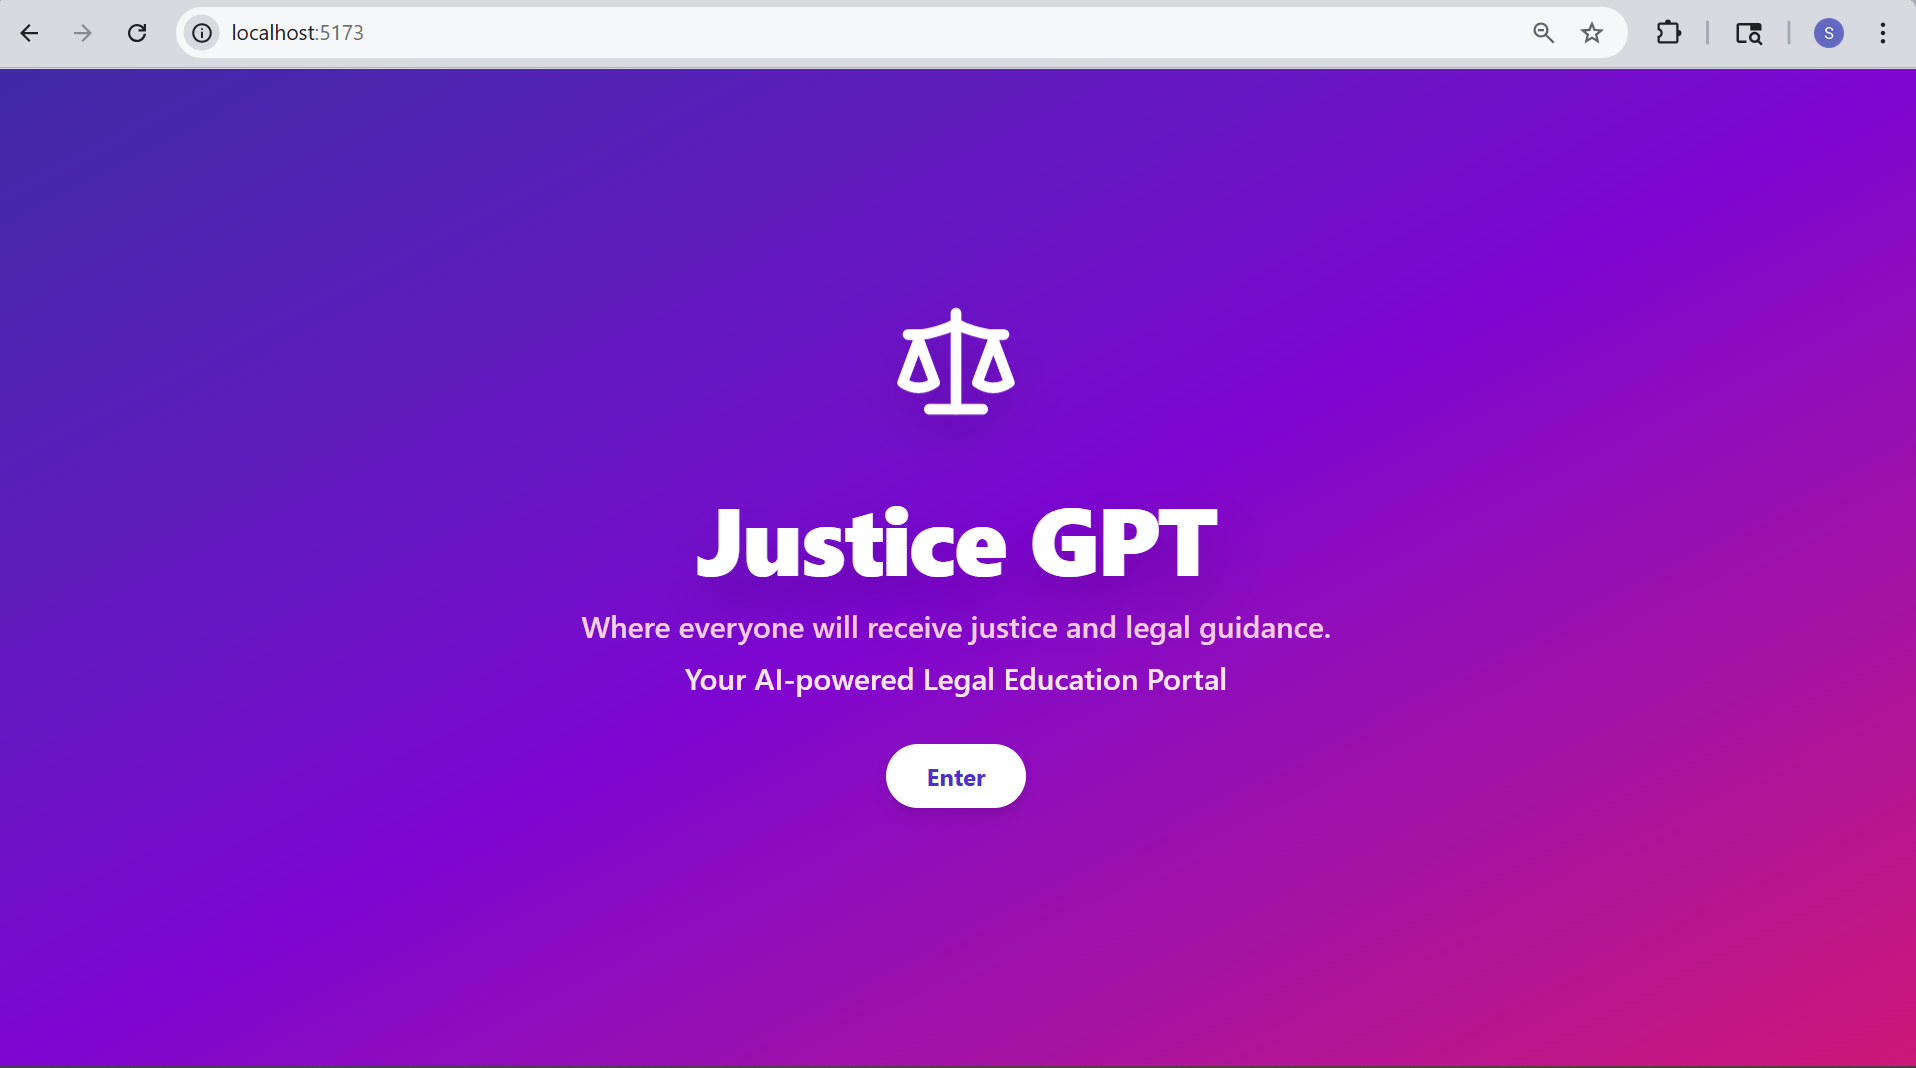 localhost:5173
S
Justice GPT
Where everyone will receive justice and legal guidance.
Your AI-powered Legal Education Portal
Enter